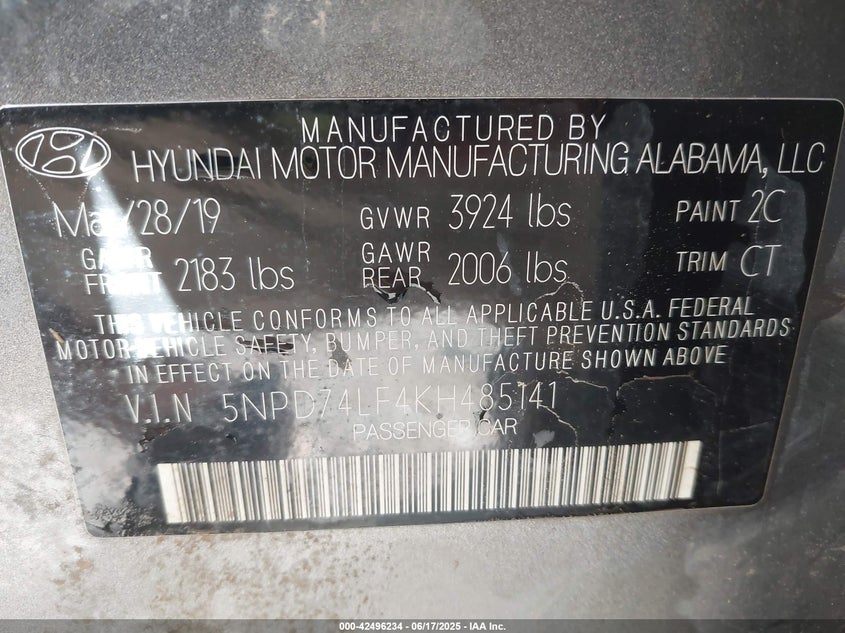 MANUFACTURED BY
HYUNDAI MOTOR MANUFACTURING ALABAMA, LLC
/28/19 GVWR 3924 lbs PAINT 2C
GAWR FRONT 2183 lbs GAWR REAR 2006 lbs TRIM CT
THIS VEHICLE CONFORMS TO ALL APPLICABLE U.S.A. FEDERAL
MOTOR VEHICLE SAFETY, BUMPER, AND THEFT PREVENTION STANDARDS
IN EFFECT ON THE DATE OF MANUFACTURE SHOWN ABOVE
V.I.N 5NPD74LF4KH485141
PASSENGER CAR
000-42496234 - 06/17/2025 - IAA Inc.